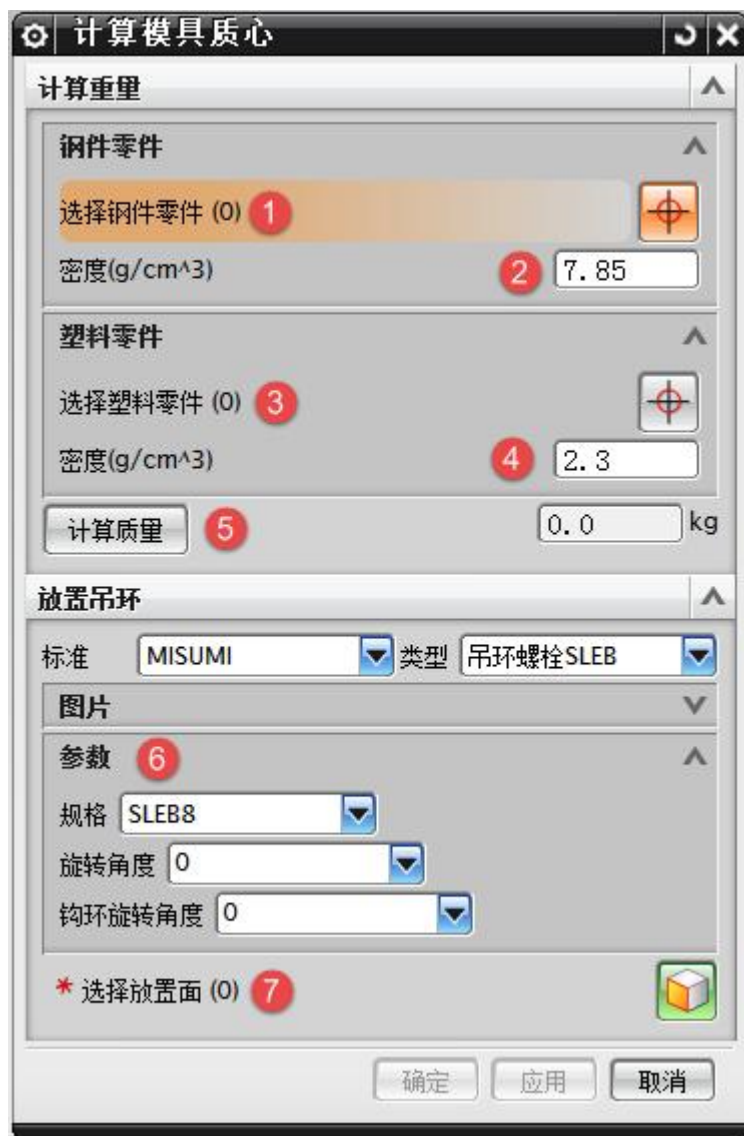 计算模具质心
计算重量
钢件零件
选择钢件零件 (0) 1
密度(g/cm^3) 2 7.85
塑料零件
选择塑料零件 (0) 3
密度(g/cm^3) 4 2.3
计算质量 5 0.0 kg
放置吊环
标准 MISUMI 类型 吊环螺栓SLEB
图片
参数 6
规格 SLEB8
旋转角度 0
钩环旋转角度 0
* 选择放置面 (0) 7
确定 应用 取消